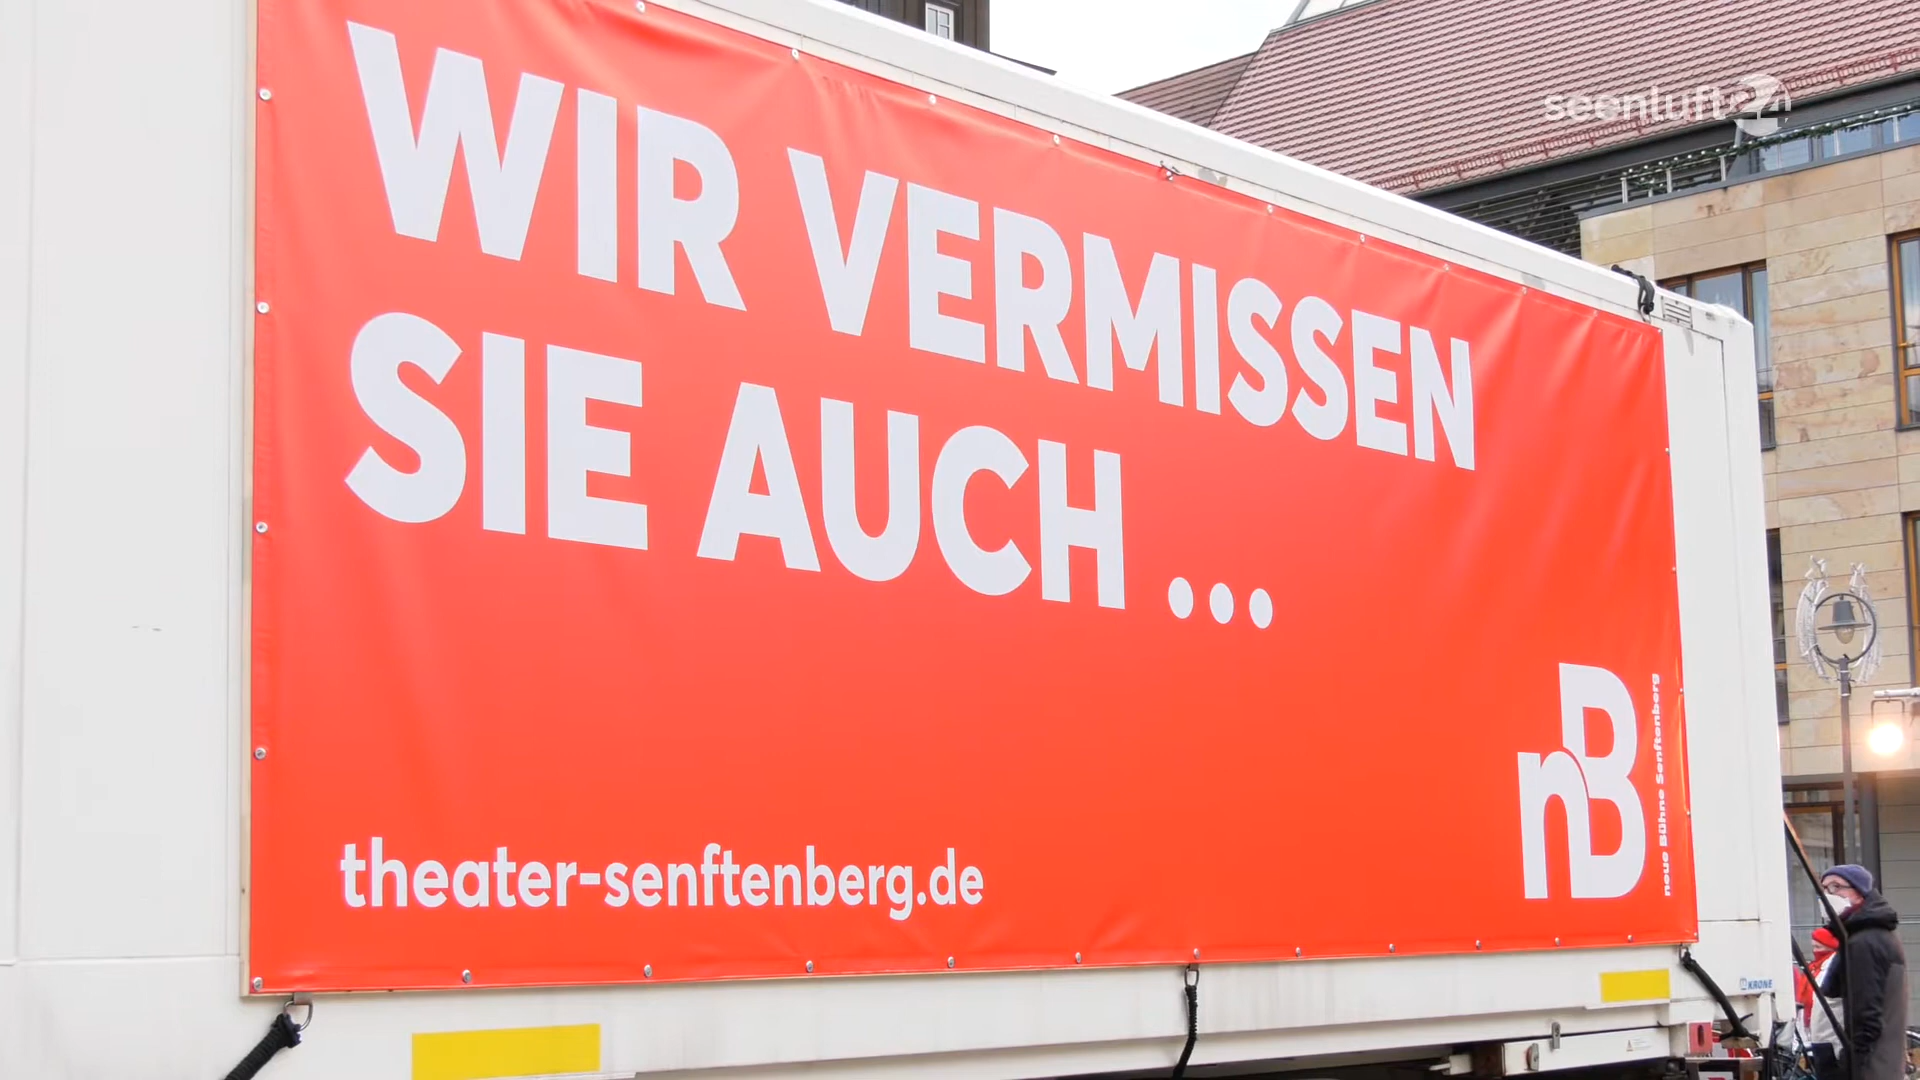 seenluft24
WIR VERMISSEN
SIE AUCH ...
theater-senftenberg.de
nB
neue Bühne Senftenberg
KRONE